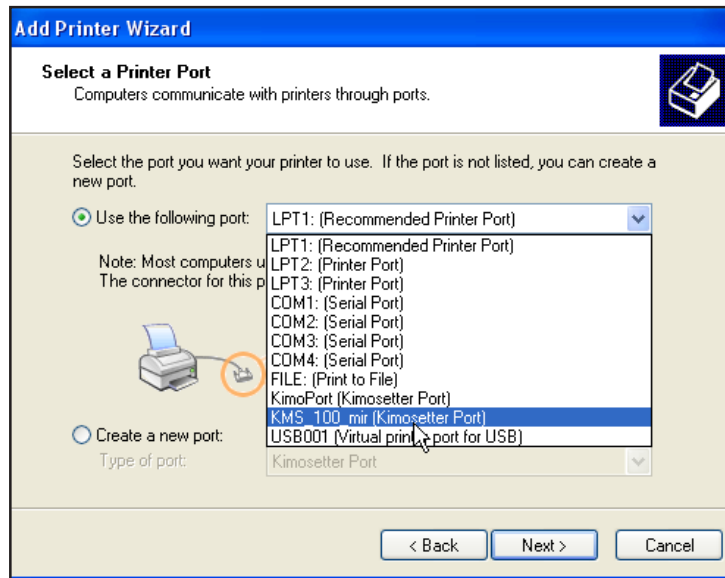 Add Printer Wizard
Select a Printer Port
Computers communicate with printers through ports.
Select the port you want your printer to use. If the port is not listed, you can create a
new port.
Use the following port:
LPT1: (Recommended Printer Port)
Note: Most computers u
The connector for this p
LPT1: (Recommended Printer Port)
LPT2: (Printer Port)
LPT3: (Printer Port)
COM1: (Serial Port)
COM2: (Serial Port)
COM3: (Serial Port)
COM4: (Serial Port)
FILE: (Print to File)
KimoPort (Kimosetter Port)
KMS_100_mir (Kimosetter Port)
USB001 (Virtual printer port for USB)
Create a new port:
Type of port:
Kimosetter Port
< Back
Next >
Cancel